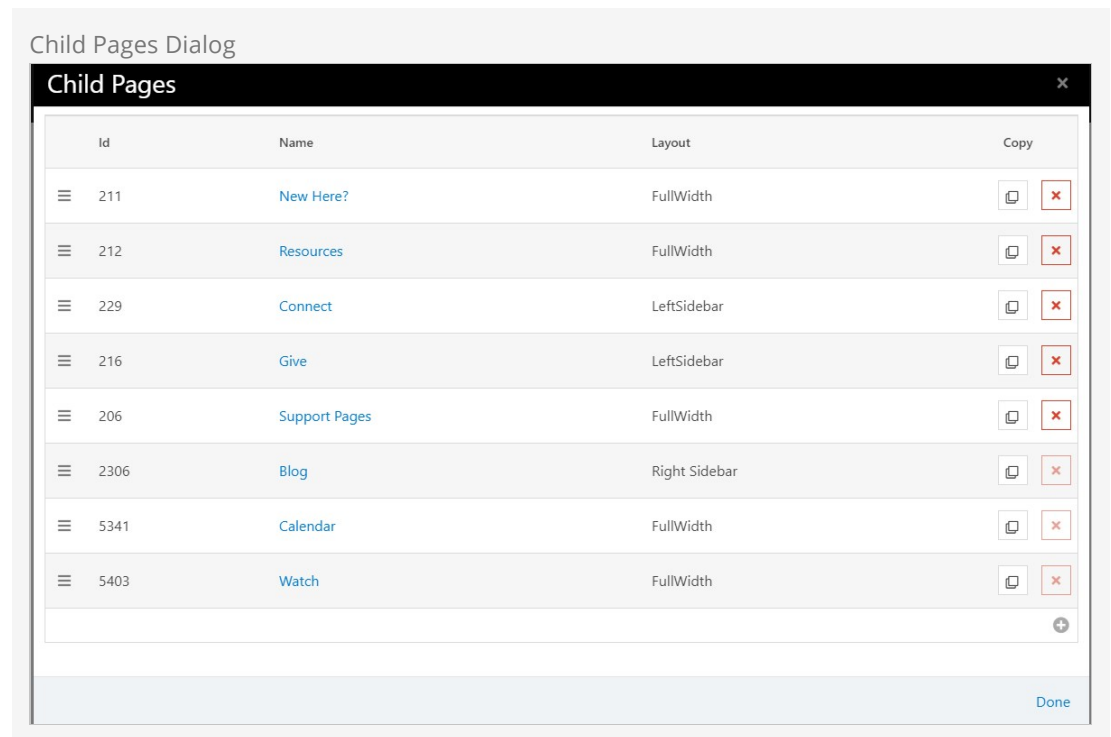 Child Pages Dialog
Child Pages
Id Name Layout Copy
211 New Here? FullWidth
212 Resources FullWidth
229 Connect LeftSidebar
216 Give LeftSidebar
206 Support Pages FullWidth
2306 Blog Right Sidebar
5341 Calendar FullWidth
5403 Watch FullWidth
Done